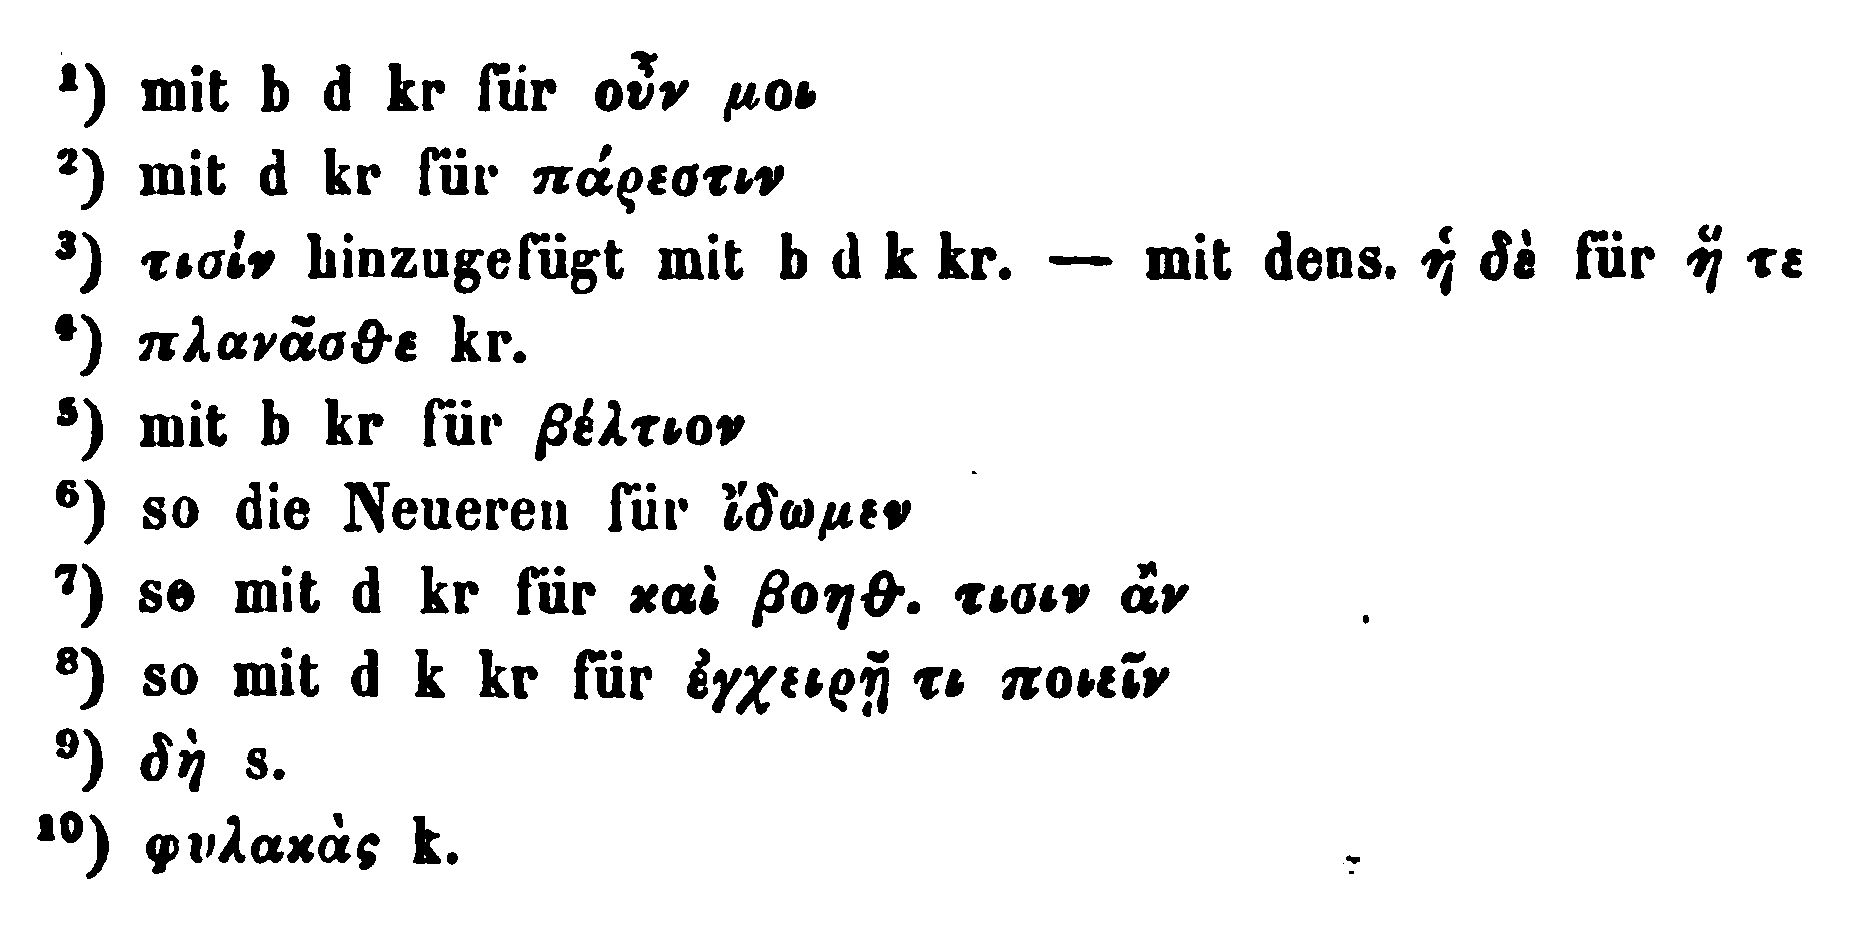 ¹) mit b d kr für οὖν μοι
²) mit d kr für πάρεστιν
³) τισίν hinzugefügt mit b d k kr. — mit dens. ἡ δὲ für ἥ τε
⁴) πλανᾶσθε kr.
⁵) mit b kr für βέλτιον
⁶) so die Neueren für ἴδωμεν
⁷) so mit d kr für καὶ βοηθ. τισιν ἂν
⁸) so mit d k kr für ἐγχειρῇ τι ποιεῖν
⁹) δὴ s.
¹⁰) φυλακὰς k.